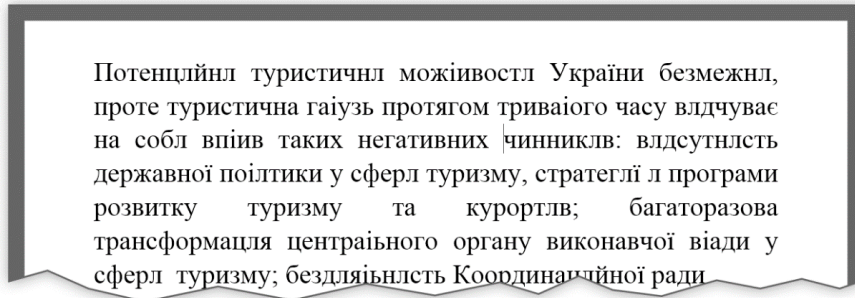 Потенцлйнл туристичнл можіивостл України безмежнл,
проте туристична гаіузь протягом триваіого часу влдчуває
на собл впіив таких негативних чинниклв: влдсутнлсть
державної поілтики у сферл туризму, стратеглї л програми
розвитку туризму та курортлв; багаторазова
трансформацля центраіьного органу виконавчої віади у
сферл туризму; бездляіьнлсть Координацлйної ради